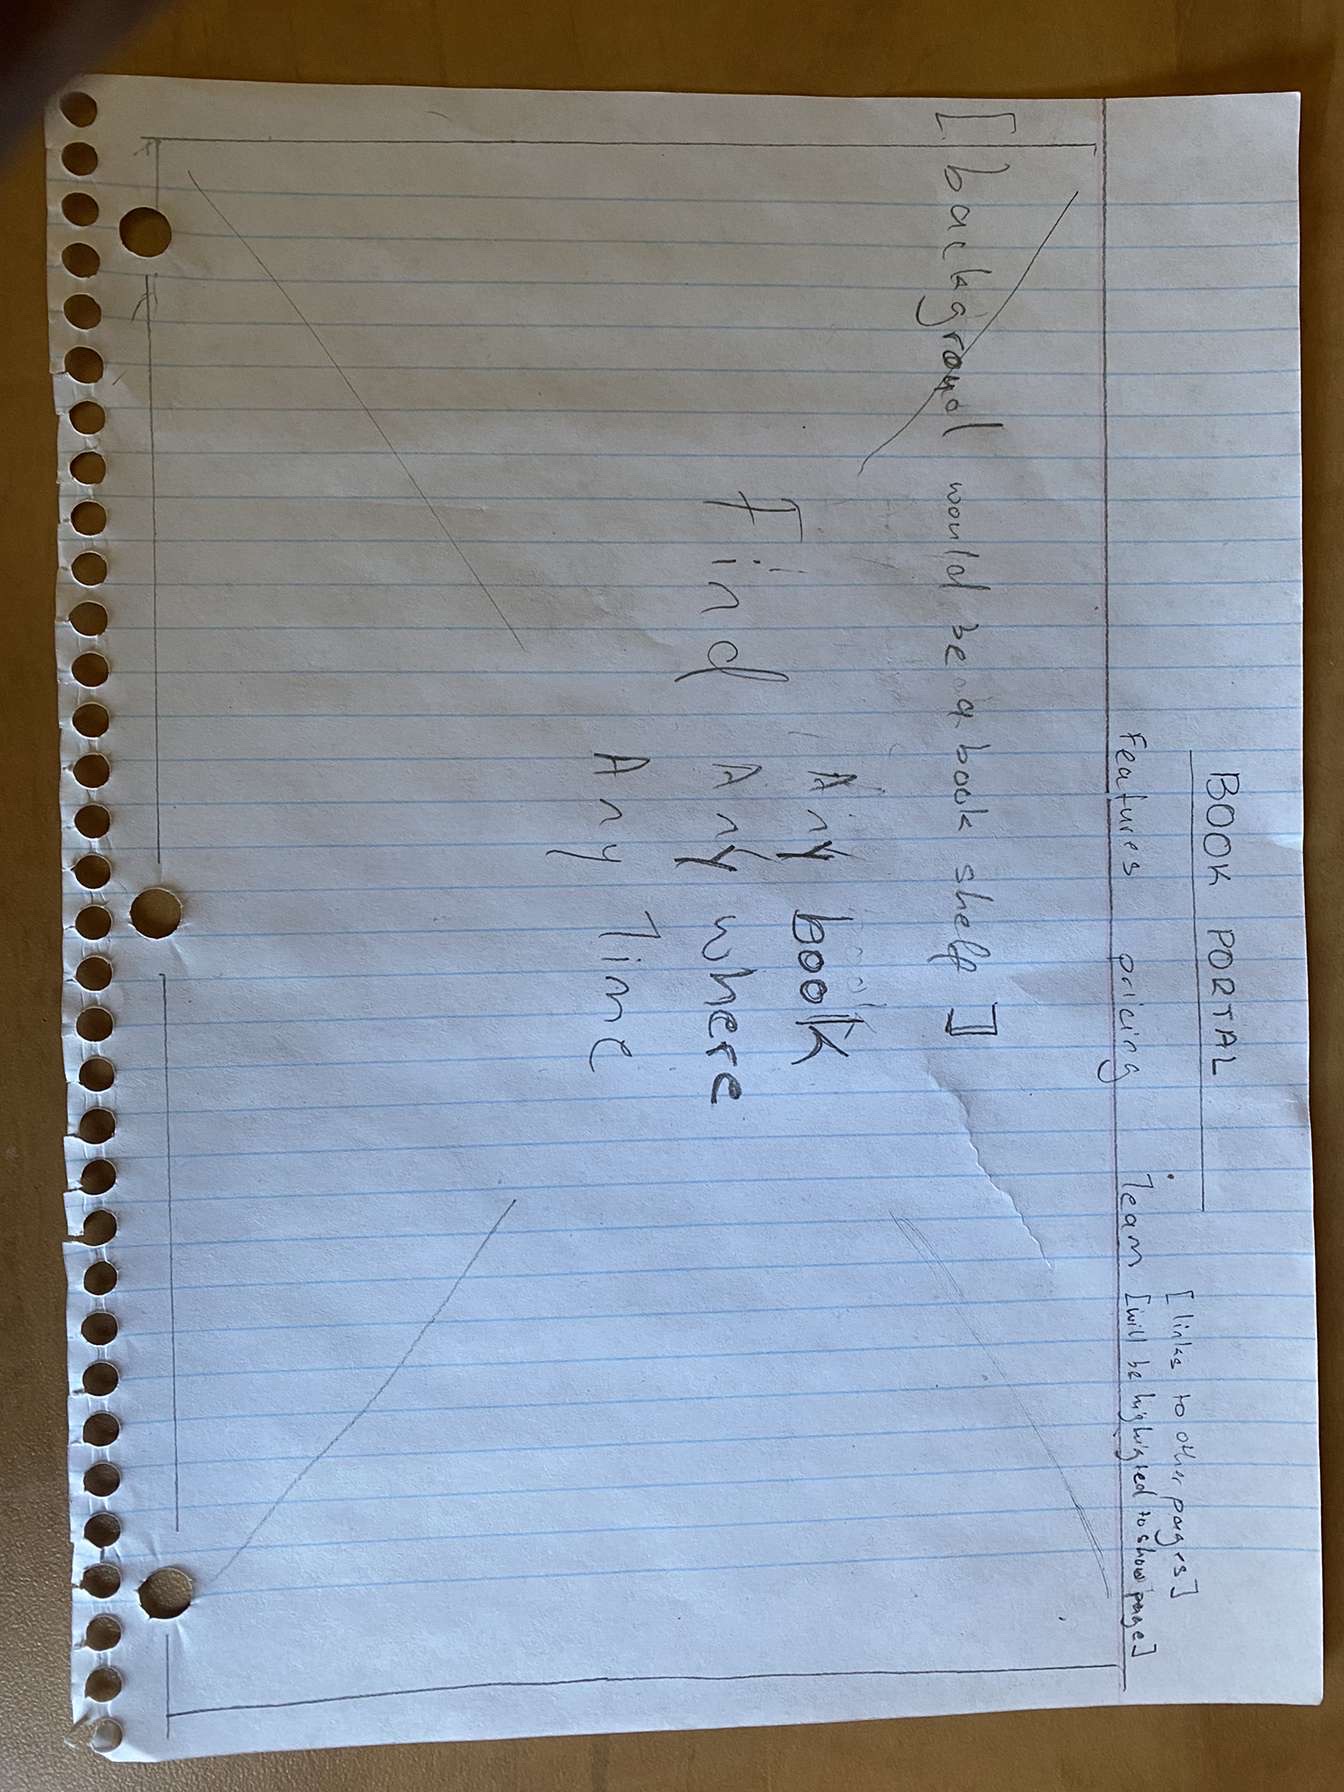 BOOK PORTAL
[links to other pages]
Features pricing Team [will be highigted to show page]
[background would be a book shelf]
Any book
Find Any where
Any Time